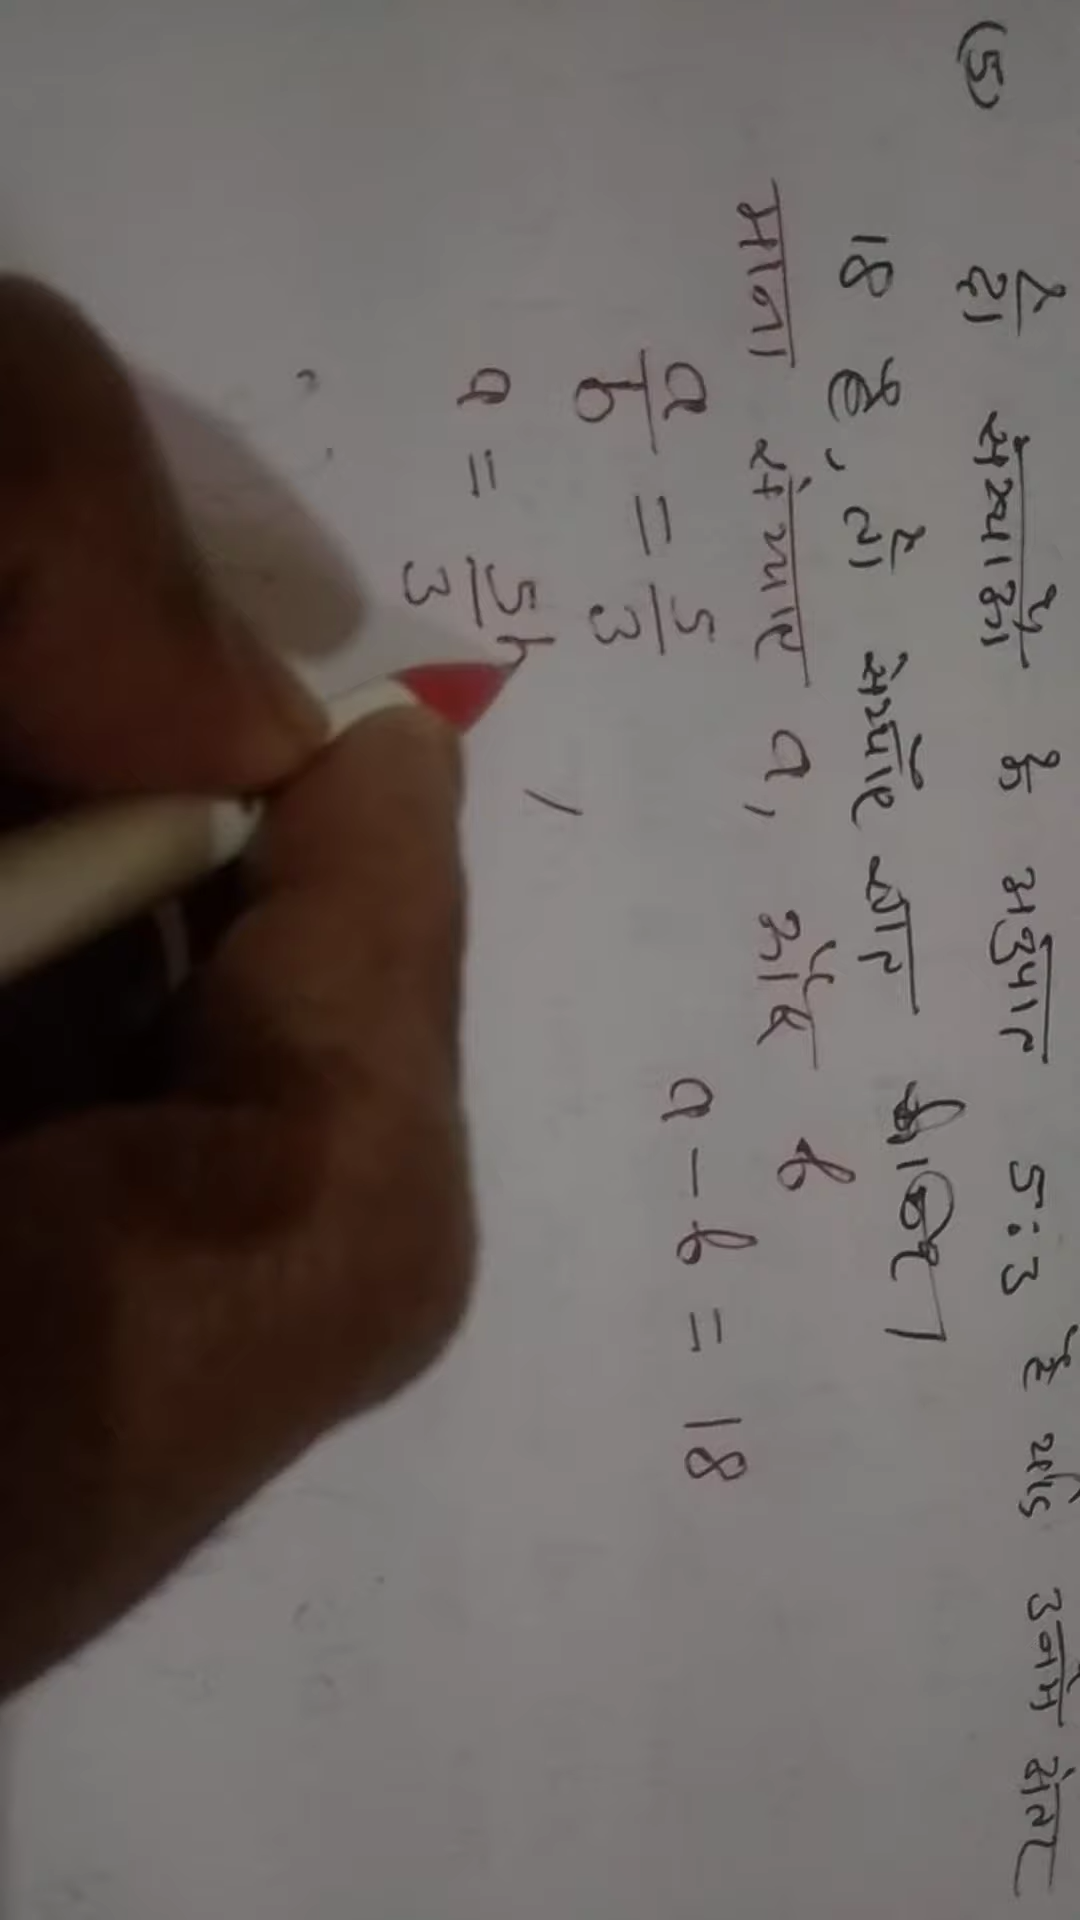 (5) दो संख्याओं के अनुपात 5:3 है यदि उनमें अंतर
18 है, तो संख्याएँ ज्ञात कीजिए।
माना संख्याएँ a, और b
a/b = 5/3 , a - b = 18
a = 5b/3